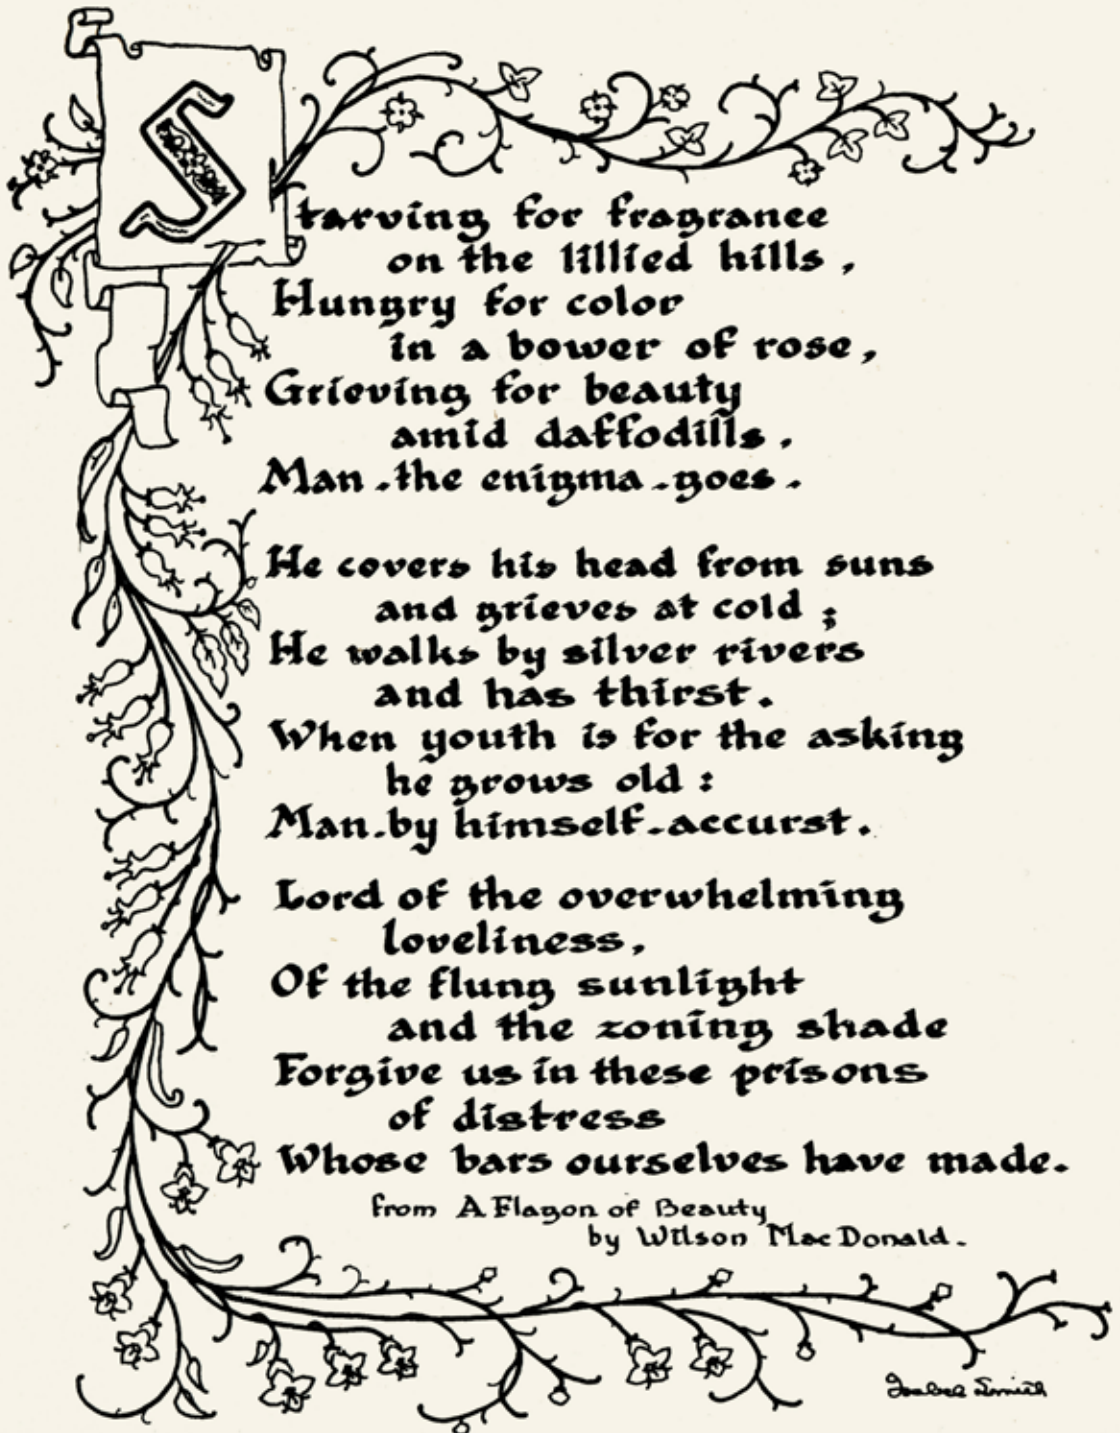 Starving for fragrance
on the lillied hills,
Hungry for color
in a bower of rose,
Grieving for beauty
amid daffodills.
Man-the enigma-goes.
He covers his head from suns
and grieves at cold;
He walks by silver rivers
and has thirst.
When youth is for the asking
he grows old:
Man-by himself-accurst.
Lord of the overwhelming
loveliness,
Of the flung sunlight
and the zoning shade
Forgive us in these prisons
of distress
Whose bars ourselves have made.
from A Flagon of Beauty
by Wilson MacDonald.
Isabel Smith